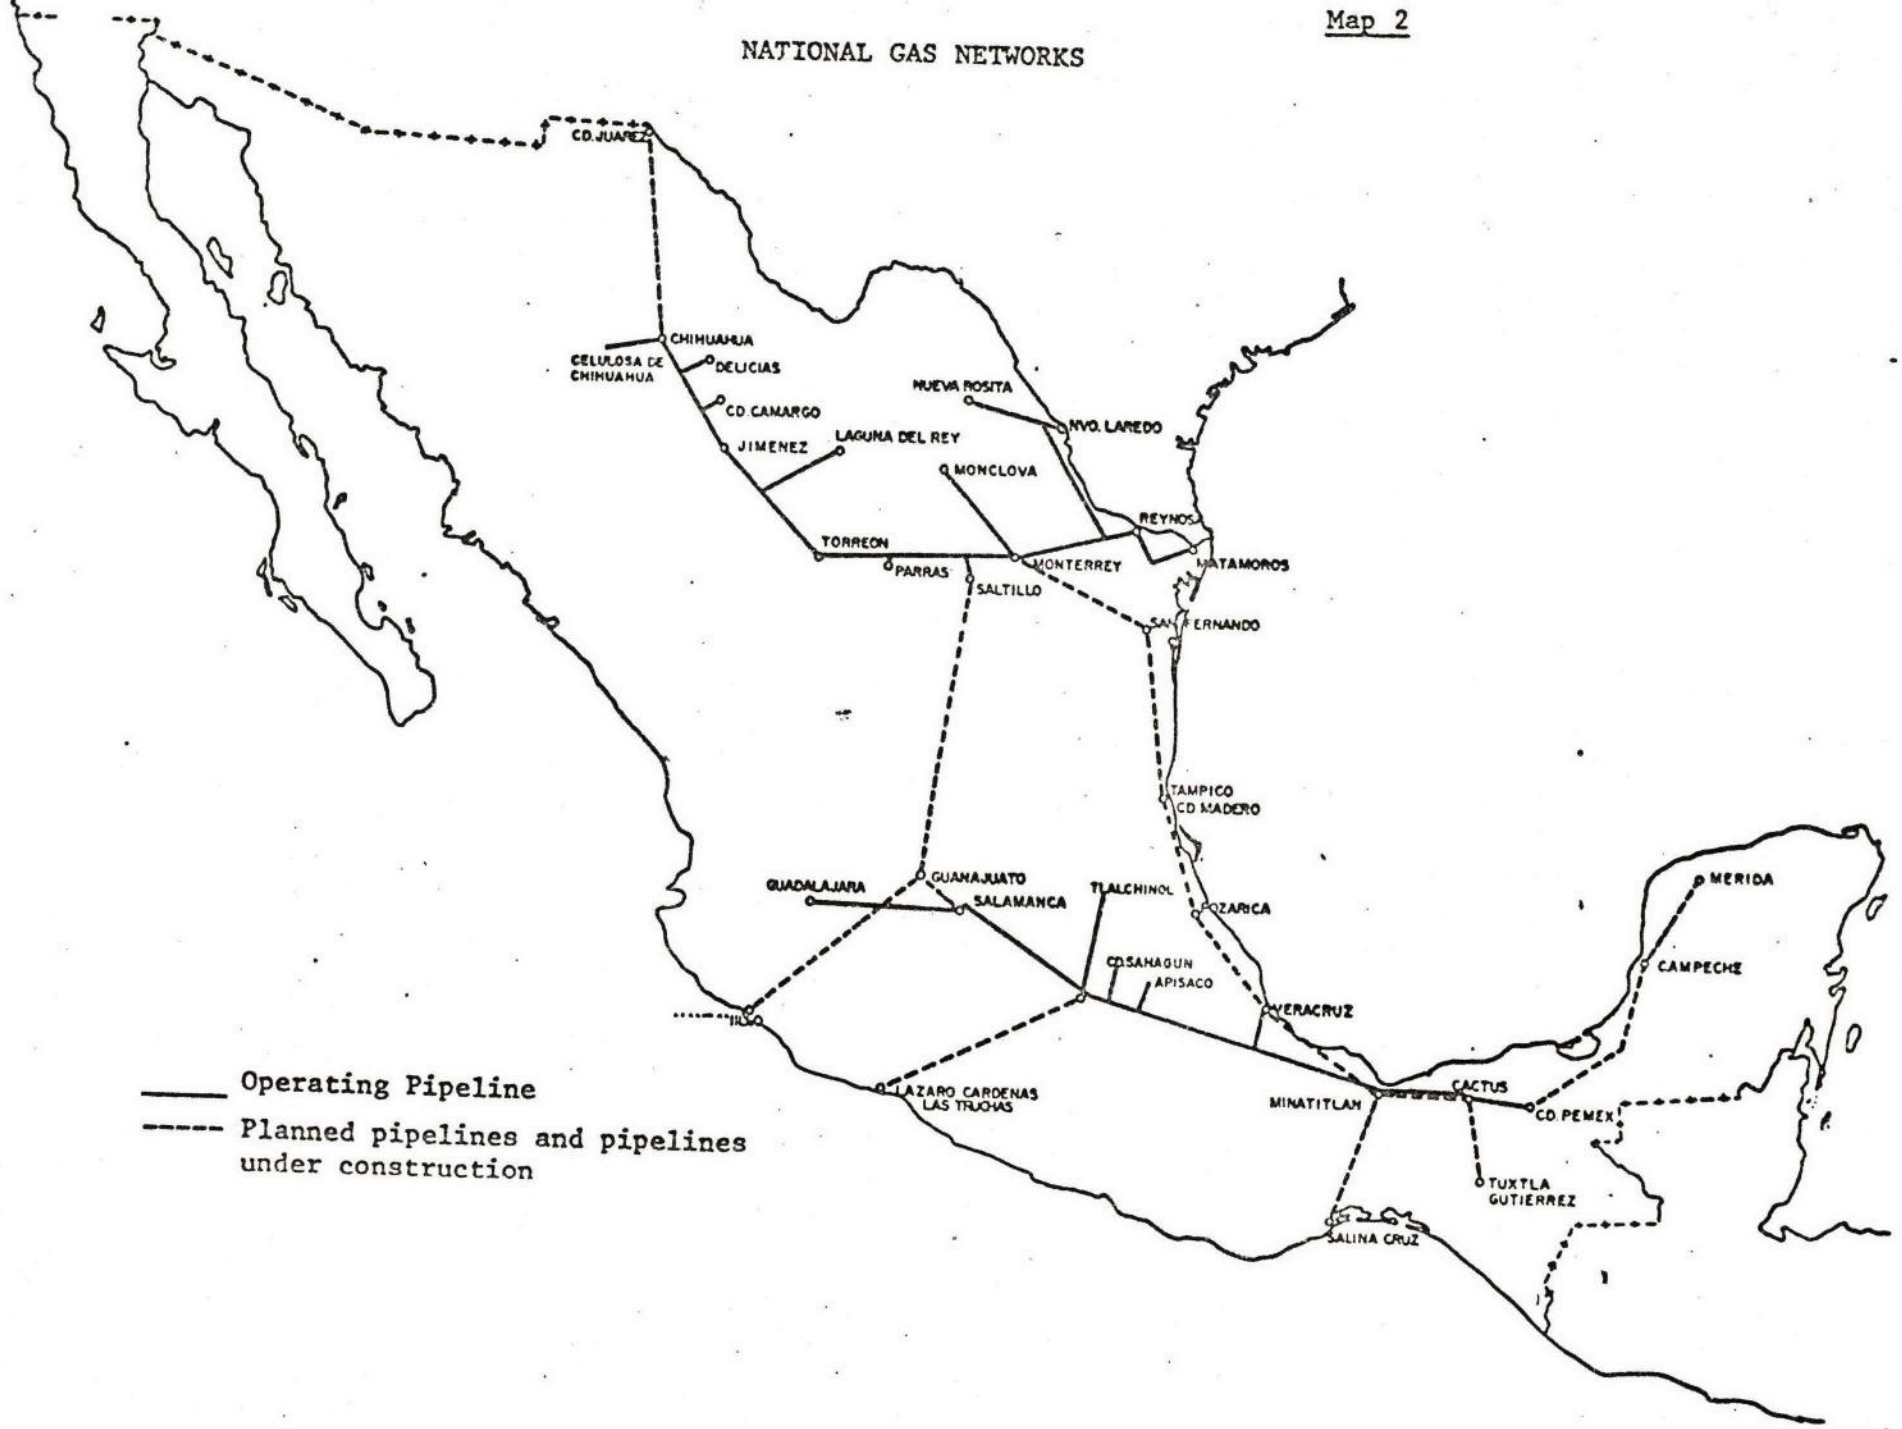 Map 2
NATIONAL GAS NETWORKS
CD. JUAREZ
CHIHUAHUA
CELULOSA DE
CHIHUAHUA
DELICIAS
CD. CAMARGO
JIMENEZ
LAGUNA DEL REY
NUEVA ROSITA
NVO. LAREDO
MONCLOVA
REYNOSA
TORREON
PARRAS
SALTILLO
MONTERREY
MATAMOROS
SAN FERNANDO
TAMPICO
CD MADERO
GUANAJUATO
GUADALAJARA
SALAMANCA
TLALCHINOL
OZARICA
MERIDA
CD. SAHAGUN
APISACO
CAMPECHE
VERACRUZ
LAZARO CARDENAS
LAS TRUCHAS
MINATITLAN
CACTUS
CD. PEMEX
TUXTLA
GUTIERREZ
SALINA CRUZ
Operating Pipeline
Planned pipelines and pipelines
under construction